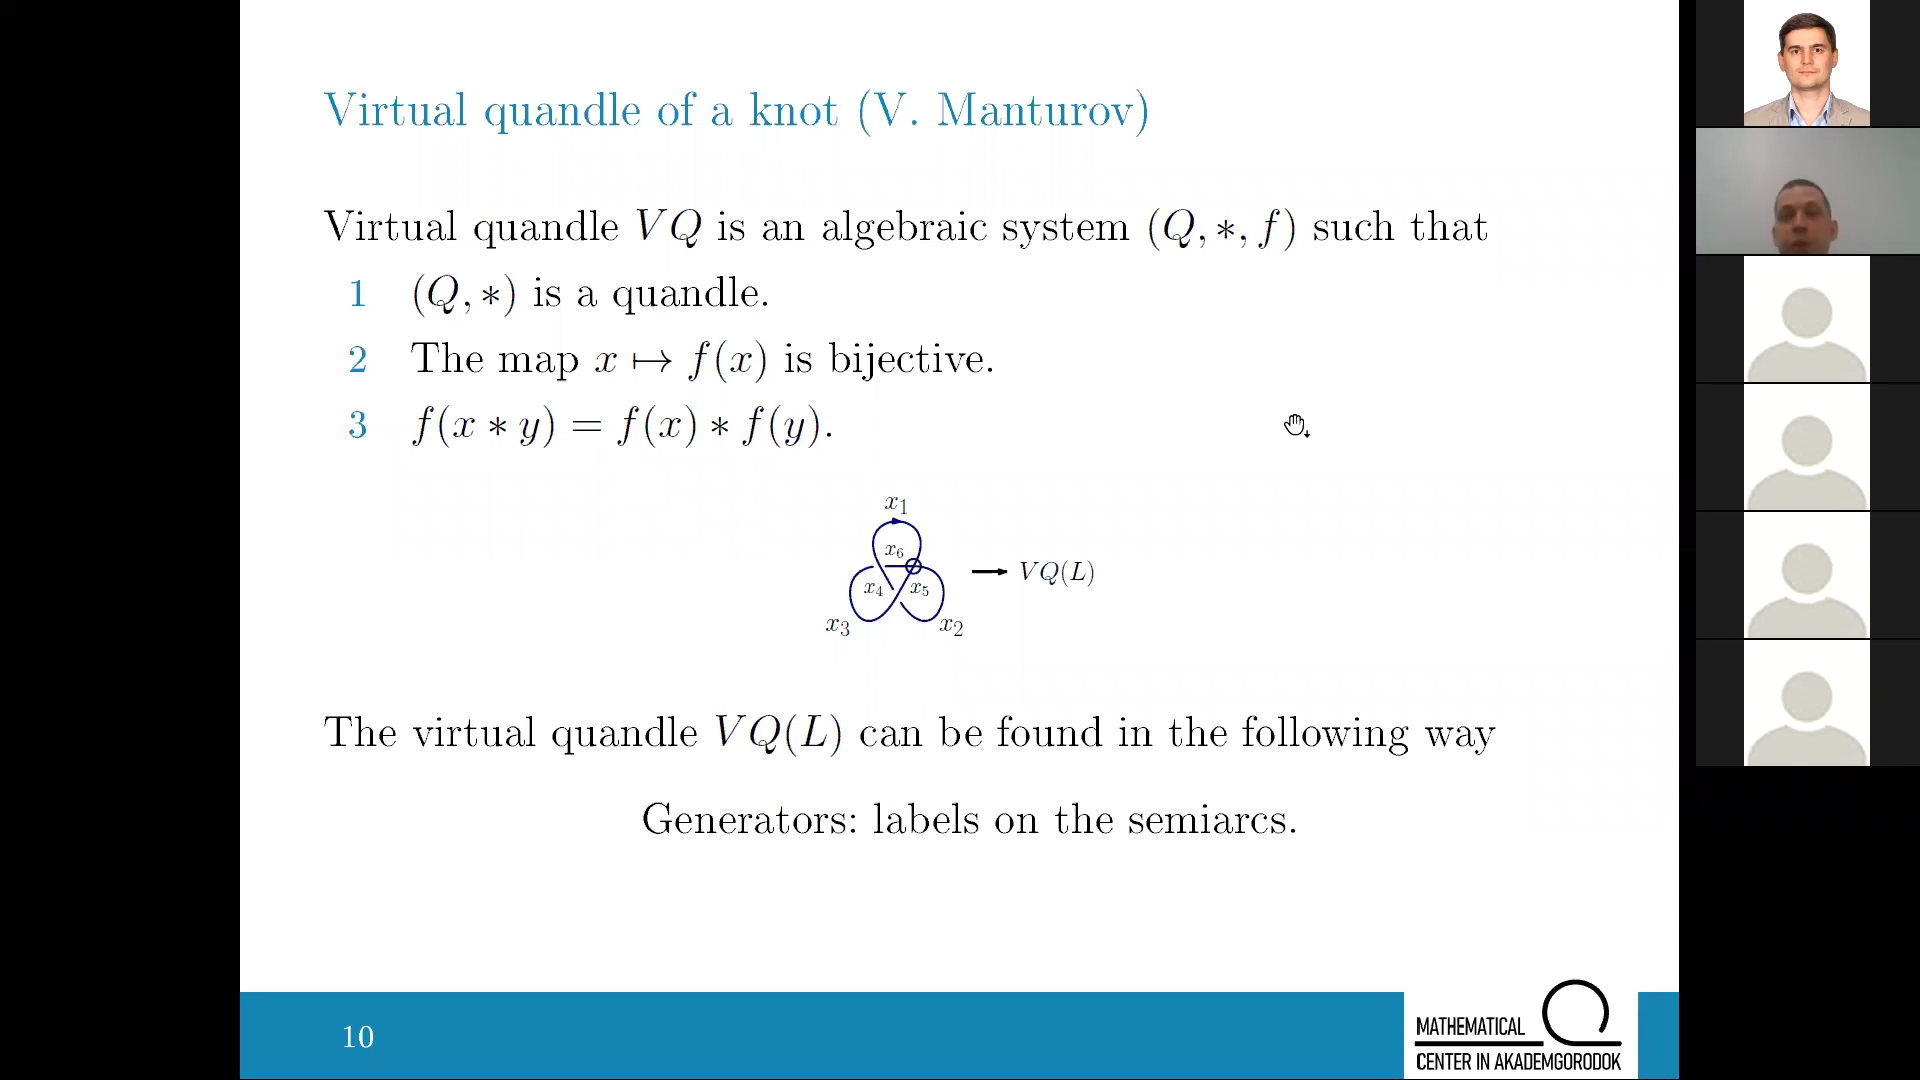 Virtual quandle of a knot (V. Manturov)
Virtual quandle VQ is an algebraic system (Q, ∗, f) such that
1 (Q, ∗) is a quandle.
2 The map x ↦ f(x) is bijective.
3 f(x ∗ y) = f(x) ∗ f(y).
x₁
x₆
x₄ x₅
x₃ x₂
VQ(L)
The virtual quandle VQ(L) can be found in the following way
Generators: labels on the semiarcs.
10
MATHEMATICAL
CENTER IN AKADEMGORODOK